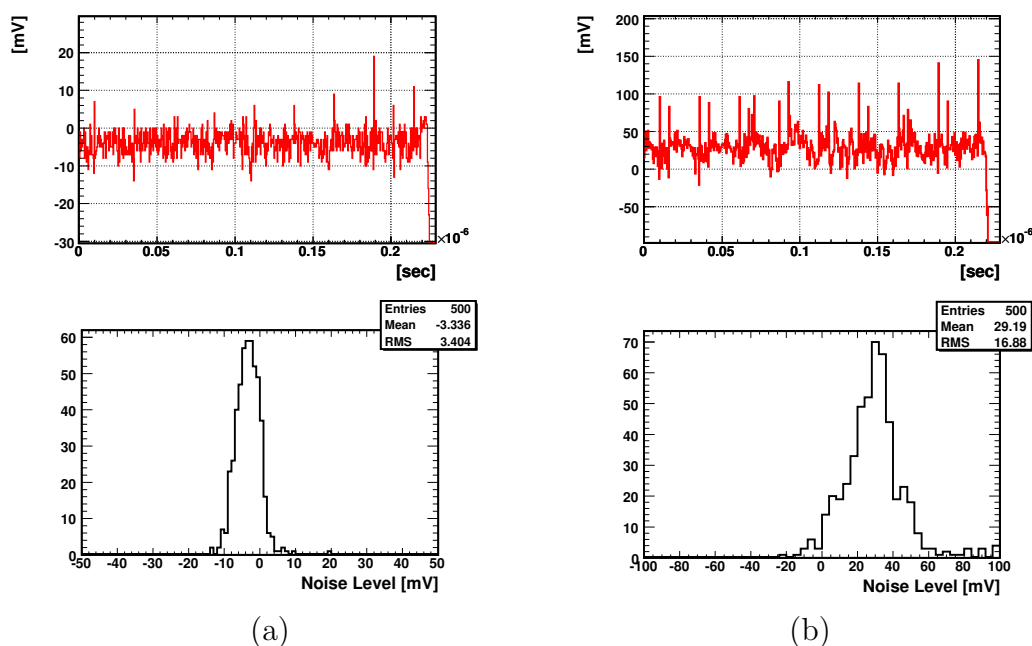 [mV]
20
10
0
-10
-20
-30
0 0.05 0.1 0.15 0.2
×10⁻⁶
[sec]
[mV]
200
150
100
50
0
-50
0 0.05 0.1 0.15 0.2
×10⁻⁶
[sec]
Entries 500
Mean -3.336
RMS 3.404
60
50
40
30
20
10
0
-50 -40 -30 -20 -10 0 10 20 30 40 50
Noise Level [mV]
(a)
Entries 500
Mean 29.19
RMS 16.88
70
60
50
40
30
20
10
0
-100 -80 -60 -40 -20 0 20 40 60 80 100
Noise Level [mV]
(b)